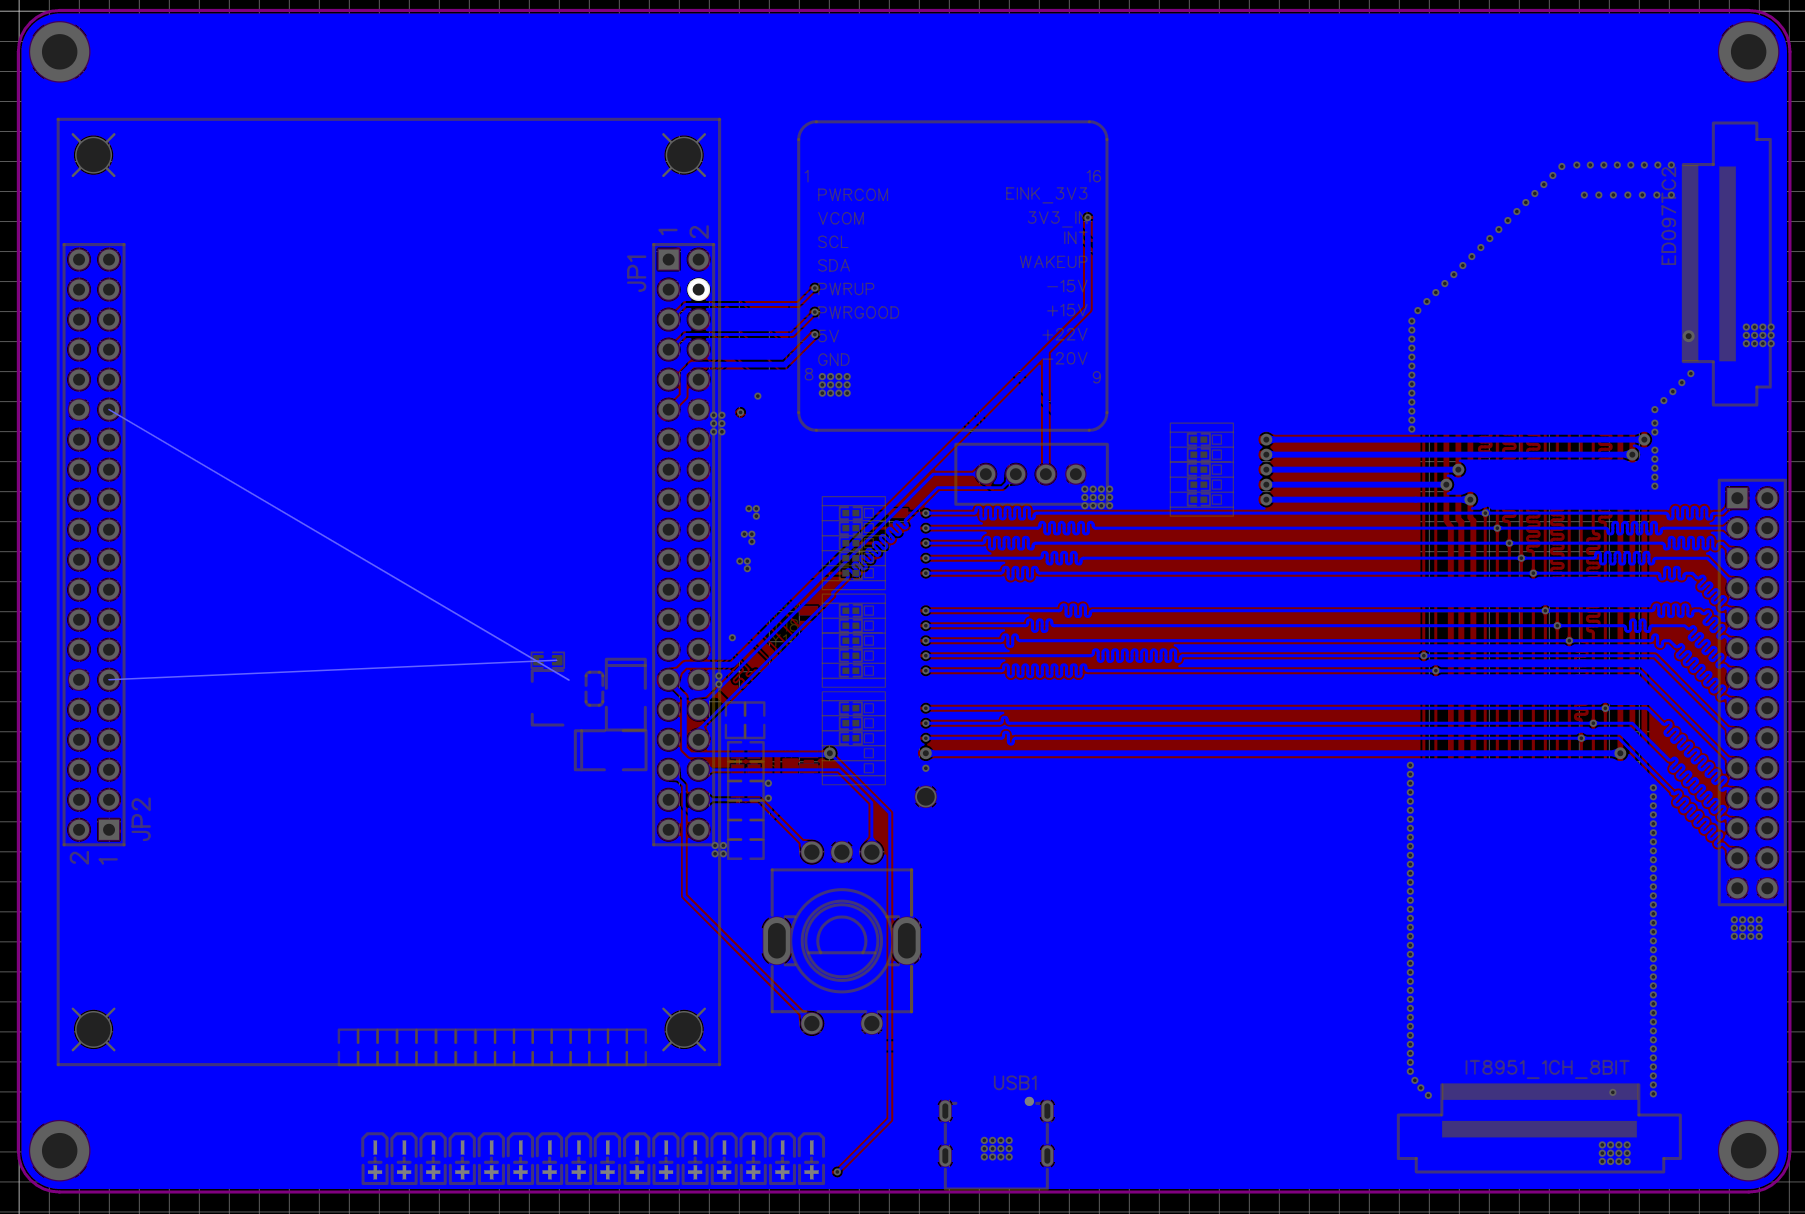 1
16
PWRCOM
EINK_3V3
VCOM
3V3_IN
SCL
INT
SDA
WAKEUP
PWRUP
-15V
PWRGOOD
+15V
5V
+22V
GND
-20V
8
9
1
2
JP1
ED097TC2
JP2
2
1
USB1
IT8951_1CH_8BIT